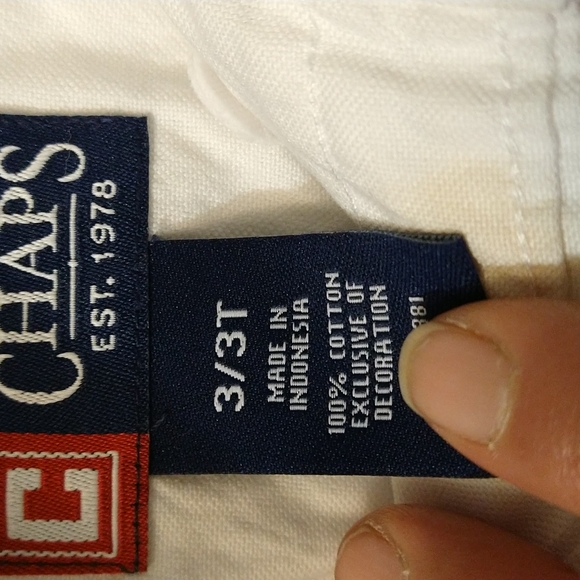 CHAPS
EST. 1978
C
3/3T
MADE IN
INDONESIA
100% COTTON
EXCLUSIVE OF
DECORATION